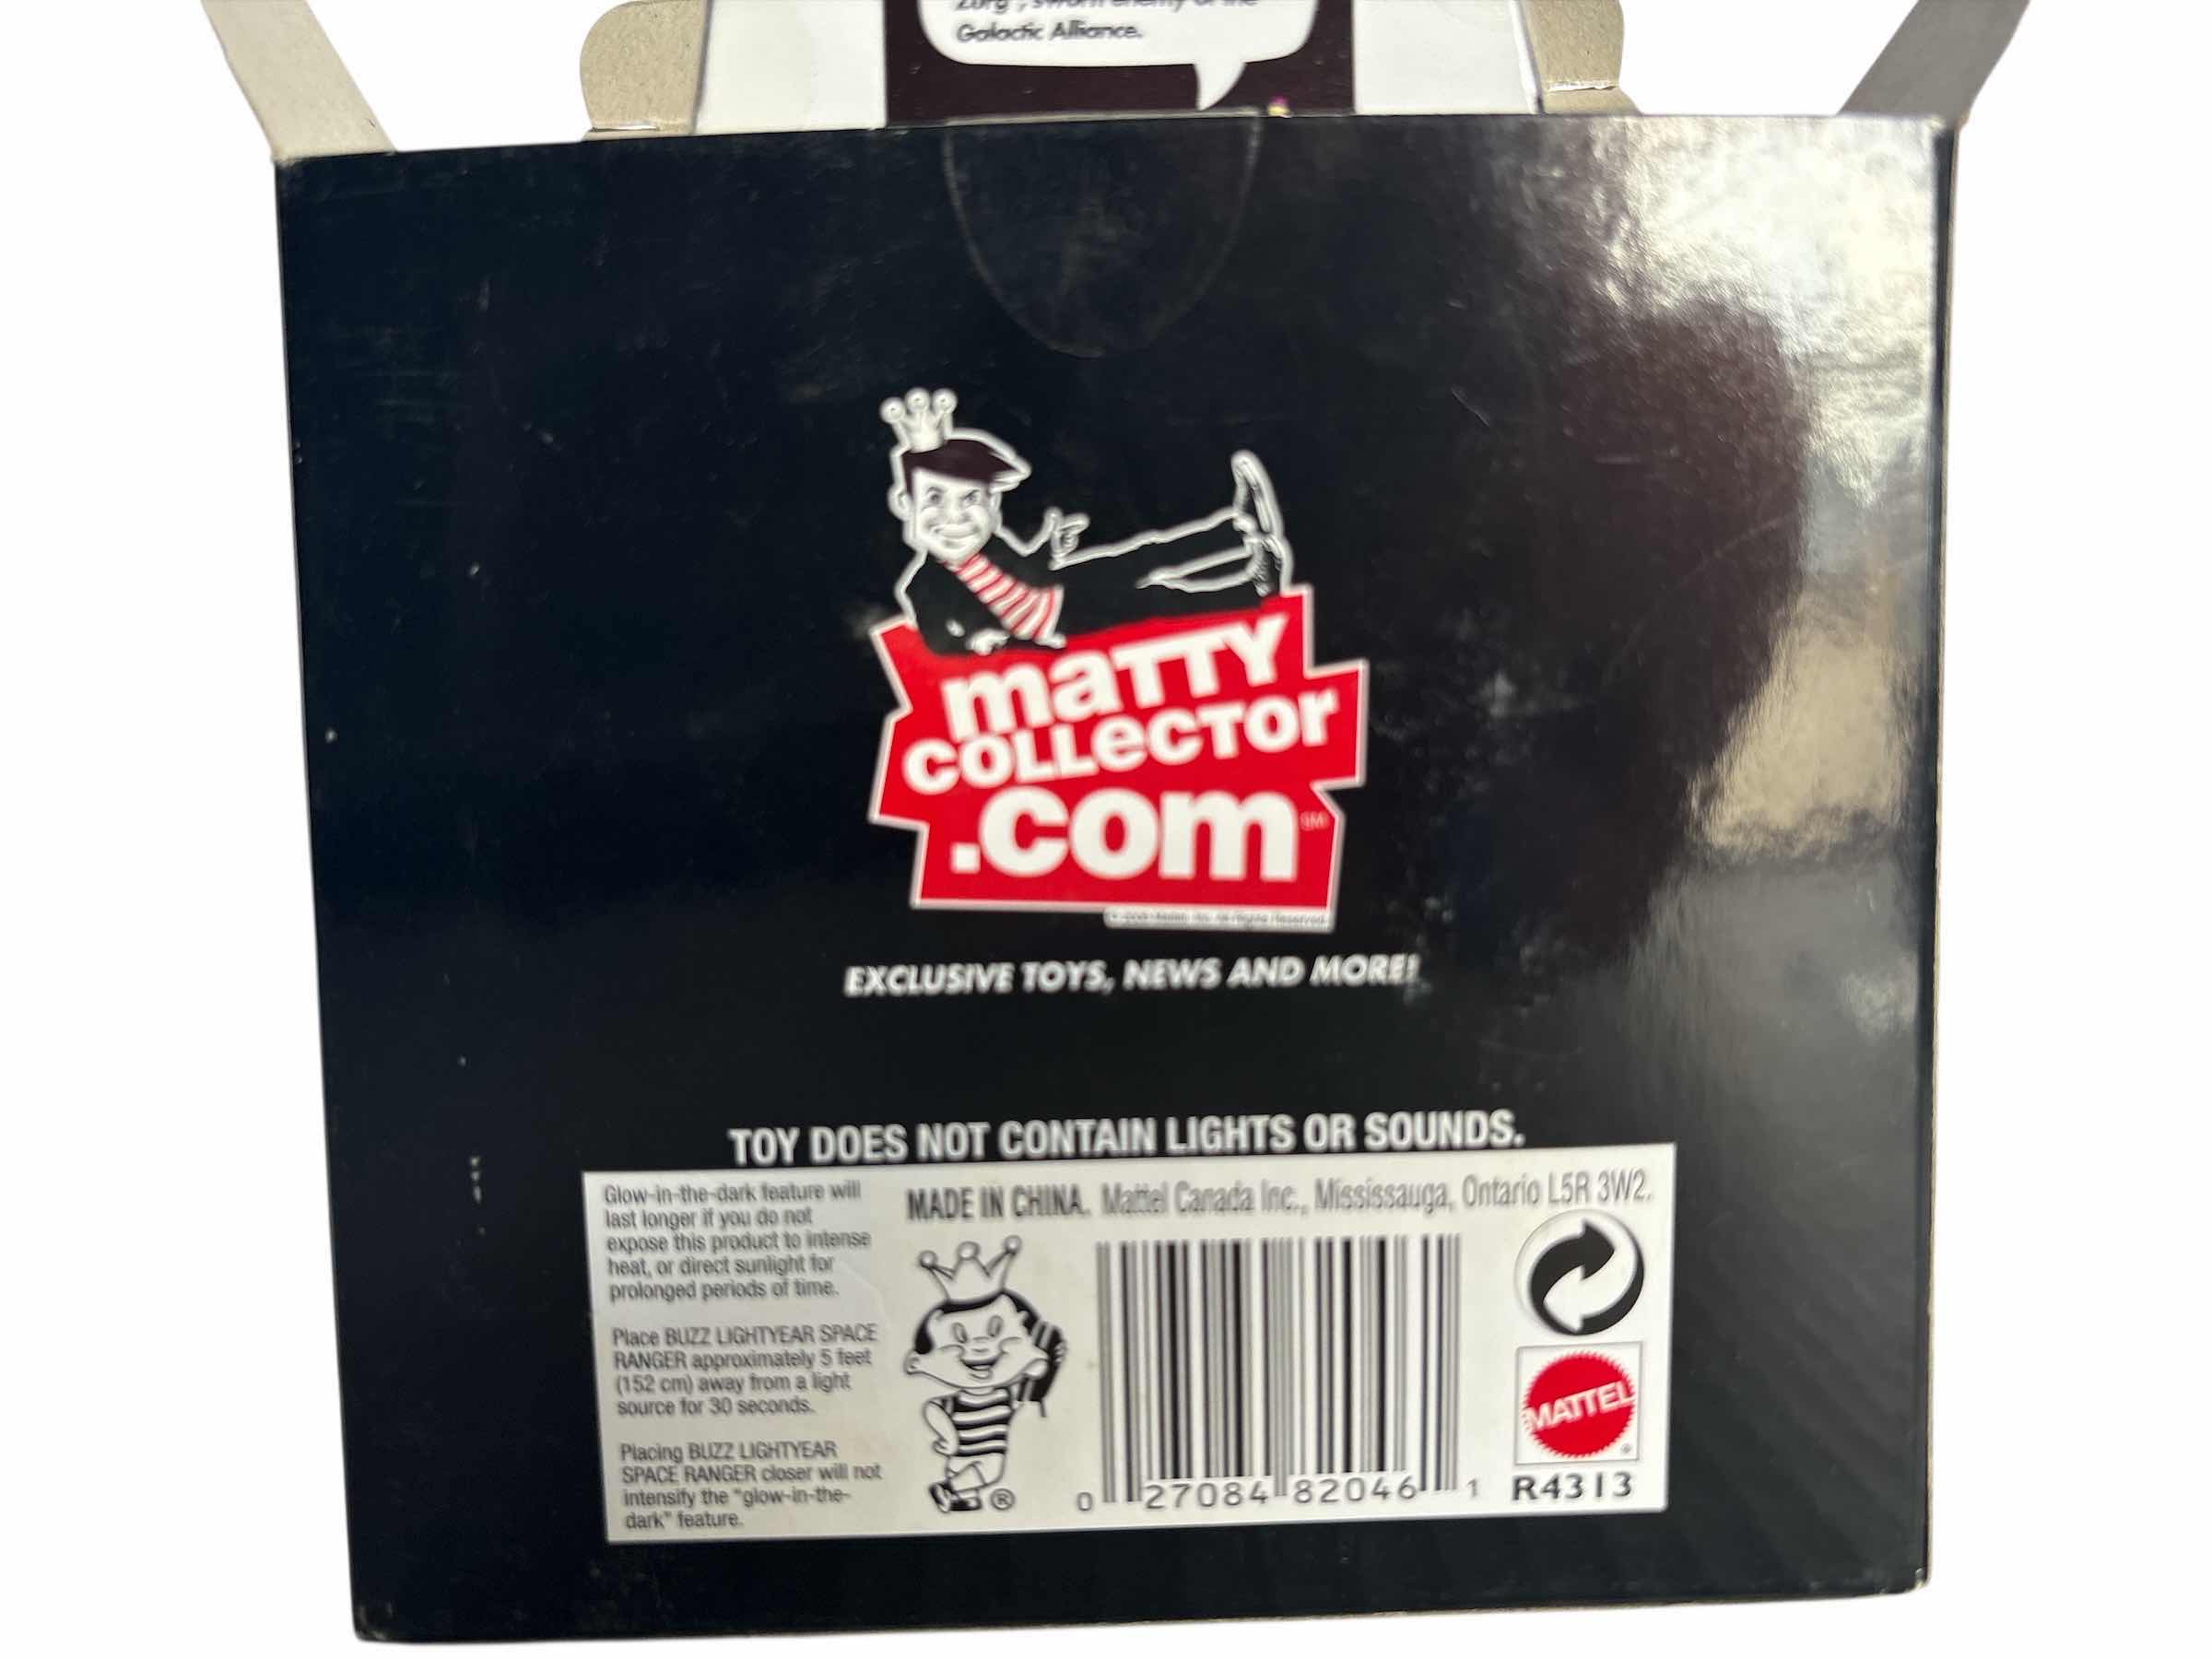 Zurg , sworn enemy of the
Galactic Alliance.
maTTY
COLLECTOr
.com SM
EXCLUSIVE TOYS, NEWS AND MORE!
TOY DOES NOT CONTAIN LIGHTS OR SOUNDS.
Glow-in-the-dark feature will
last longer if you do not
expose this product to intense
heat, or direct sunlight for
prolonged periods of time.
Place BUZZ LIGHTYEAR SPACE
RANGER approximately 5 feet
(152 cm) away from a light
source for 30 seconds.
Placing BUZZ LIGHTYEAR
SPACE RANGER closer will not
intensify the "glow-in-the-
dark" feature.
MADE IN CHINA. Mattel Canada Inc., Mississauga, Ontario L5R 3W2.
®
0 27084 82046 1
MATTEL
®
R4313